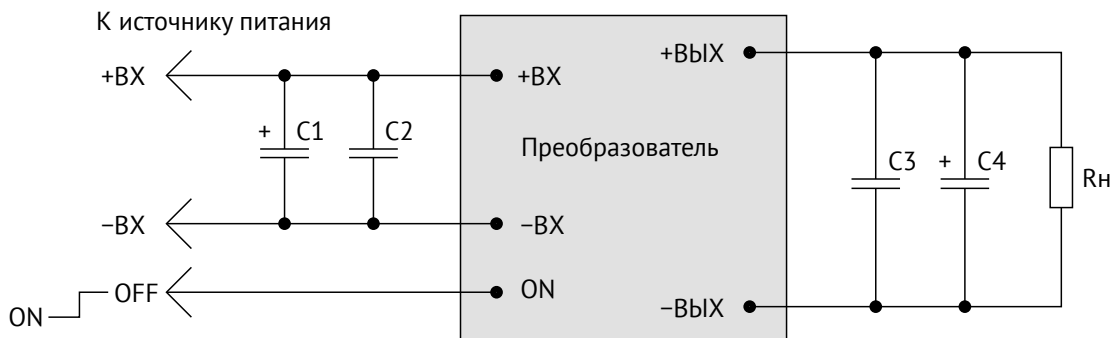 К источнику питания
+ВХ
+ВХ
+ВЫХ
+
C1
C2
Преобразователь
C3
+
C4
Rн
−ВХ
−ВХ
OFF
ON
ON
−ВЫХ